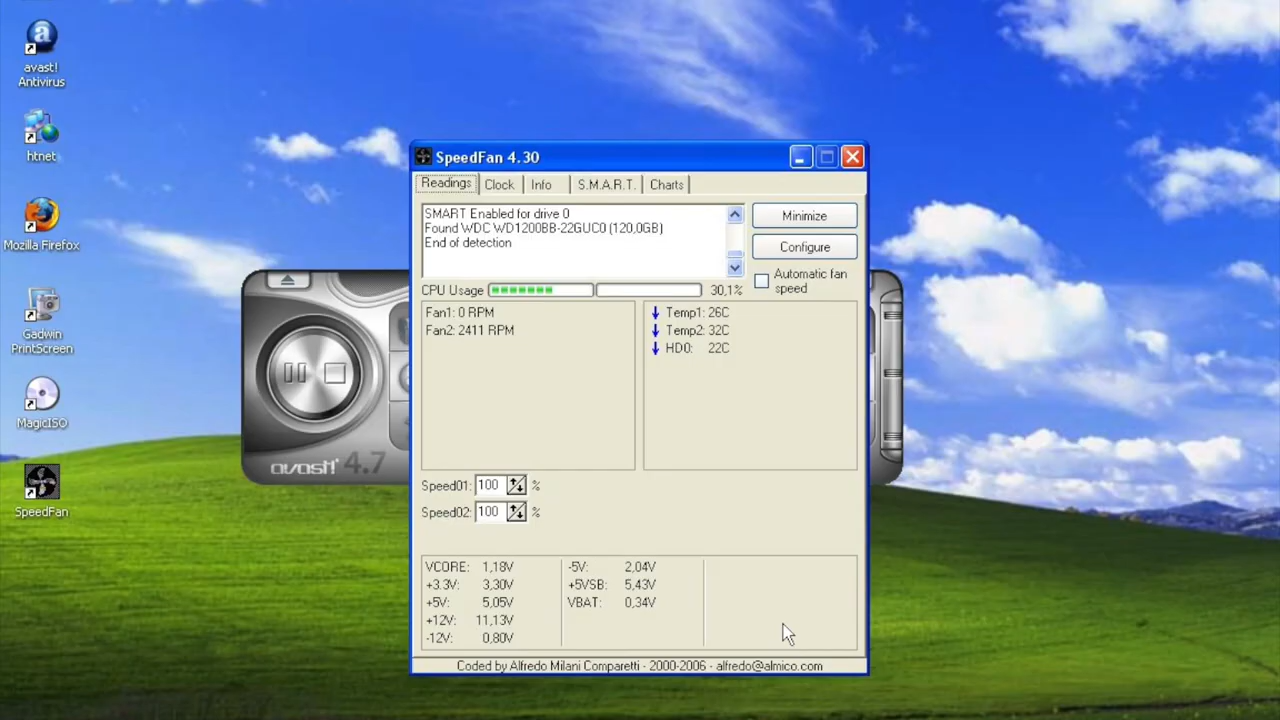 avast!
Antivirus
htnet
Mozilla Firefox
Gadwin
PrintScreen
MagicISO
SpeedFan
avast! 4.7
SpeedFan 4.30
Readings Clock Info S.M.A.R.T. Charts
SMART Enabled for drive 0
Found WDC WD1200BB-22GUC0 (120,0GB)
End of detection
Minimize
Configure
Automatic fan
speed
CPU Usage 30,1%
Fan1: 0 RPM
Fan2: 2411 RPM
Temp1: 26C
Temp2: 32C
HD0: 22C
Speed01: 100 %
Speed02: 100 %
VCORE: 1,18V
+3.3V: 3,30V
+5V: 5,05V
+12V: 11,13V
-12V: 0,80V
-5V: 2,04V
+5VSB: 5,43V
VBAT: 0,34V
Coded by Alfredo Milani Comparetti - 2000-2006 - alfredo@almico.com